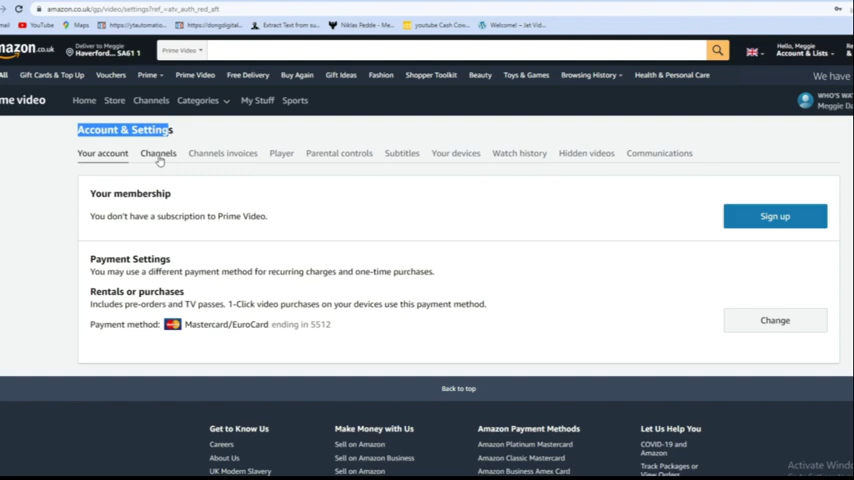 amazon.co.uk/gp/video/settings?ref_=atv_auth_red_aft
mail YouTube Maps https://ytautomatio... https://dongdigital... Extract Text from su... Niklas Pedde - Me... youtube Cash Cow... Welcome! – Jet Vid...
amazon.co.uk
Deliver to Meggie
Haverford... SA61 1
Prime Video
Hello, Meggie
Account & Lists
Re
&
All Gift Cards & Top Up Vouchers Prime Prime Video Free Delivery Buy Again Gift Ideas Fashion Shopper Toolkit Beauty Toys & Games Browsing History Health & Personal Care We have
me video Home Store Channels Categories My Stuff Sports
WHO'S WAT
Meggie Da
Account & Settings
Your account Channels Channels invoices Player Parental controls Subtitles Your devices Watch history Hidden videos Communications
Your membership
You don't have a subscription to Prime Video.
Sign up
Payment Settings
You may use a different payment method for recurring charges and one-time purchases.
Rentals or purchases
Includes pre-orders and TV passes. 1-Click video purchases on your devices use this payment method.
Payment method: Mastercard/EuroCard ending in 5512
Change
Back to top
Get to Know Us
Careers
About Us
UK Modern Slavery
Make Money with Us
Sell on Amazon
Sell on Amazon Business
Sell on Amazon
Amazon Payment Methods
Amazon Platinum Mastercard
Amazon Classic Mastercard
Amazon Business Amex Card
Let Us Help You
COVID-19 and
Amazon
Track Packages or
View Orders
Activate Windo